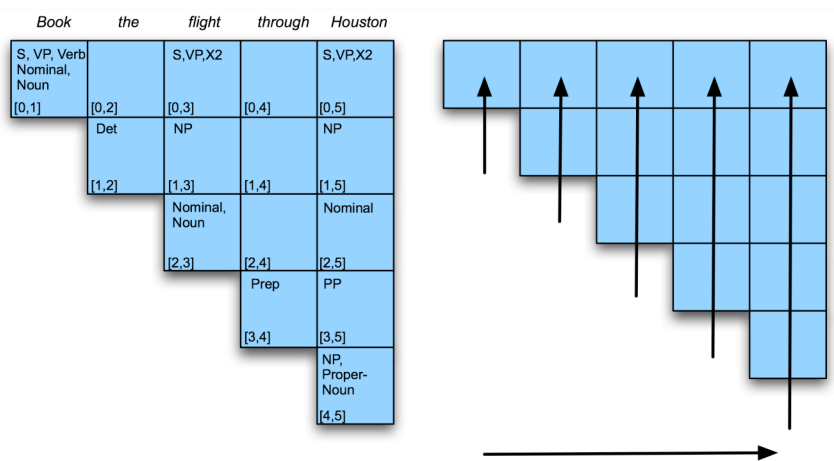 Book the flight through Houston
S, VP, Verb
Nominal,
Noun
[0,1]
[0,2]
S,VP,X2
[0,3]
[0,4]
S,VP,X2
[0,5]
Det
[1,2]
NP
[1,3]
[1,4]
NP
[1,5]
Nominal,
Noun
[2,3]
[2,4]
Nominal
[2,5]
Prep
[3,4]
PP
[3,5]
NP,
Proper-
Noun
[4,5]